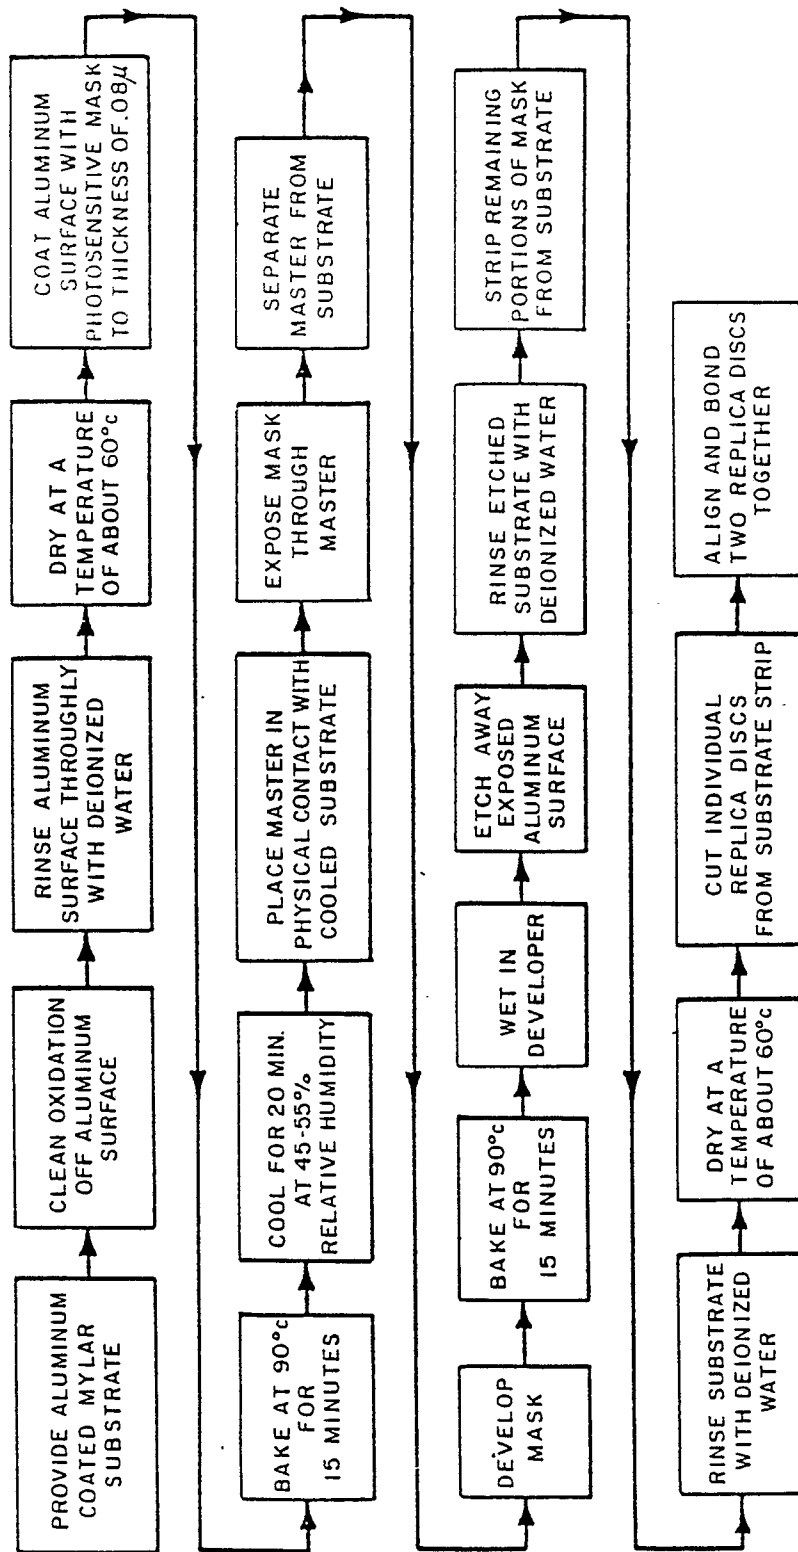 PROVIDE ALUMINUM
COATED MYLAR
SUBSTRATE
CLEAN OXIDATION
OFF ALUMINUM
SURFACE
RINSE ALUMINUM
SURFACE THROUGHLY
WITH DEIONIZED
WATER
DRY AT A
TEMPERATURE
OF ABOUT 60°c
COAT ALUMINUM
SURFACE WITH
PHOTOSENSITIVE MASK
TO THICKNESS OF .08μ
BAKE AT 90°c
FOR
15 MINUTES
COOL FOR 20 MIN.
AT 45-55%
RELATIVE HUMIDITY
PLACE MASTER IN
PHYSICAL CONTACT WITH
COOLED SUBSTRATE
EXPOSE MASK
THROUGH
MASTER
SEPARATE
MASTER FROM
SUBSTRATE
DEVELOP
MASK
BAKE AT 90°c
FOR
15 MINUTES
WET IN
DEVELOPER
ETCH AWAY
EXPOSED
ALUMINUM
SURFACE
RINSE ETCHED
SUBSTRATE WITH
DEIONIZED WATER
STRIP REMAINING
PORTIONS OF MASK
FROM SUBSTRATE
RINSE SUBSTRATE
WITH DEIONIZED
WATER
DRY AT A
TEMPERATURE
OF ABOUT 60°c
CUT INDIVIDUAL
REPLICA DISCS
FROM SUBSTRATE STRIP
ALIGN AND BOND
TWO REPLICA DISCS
TOGETHER